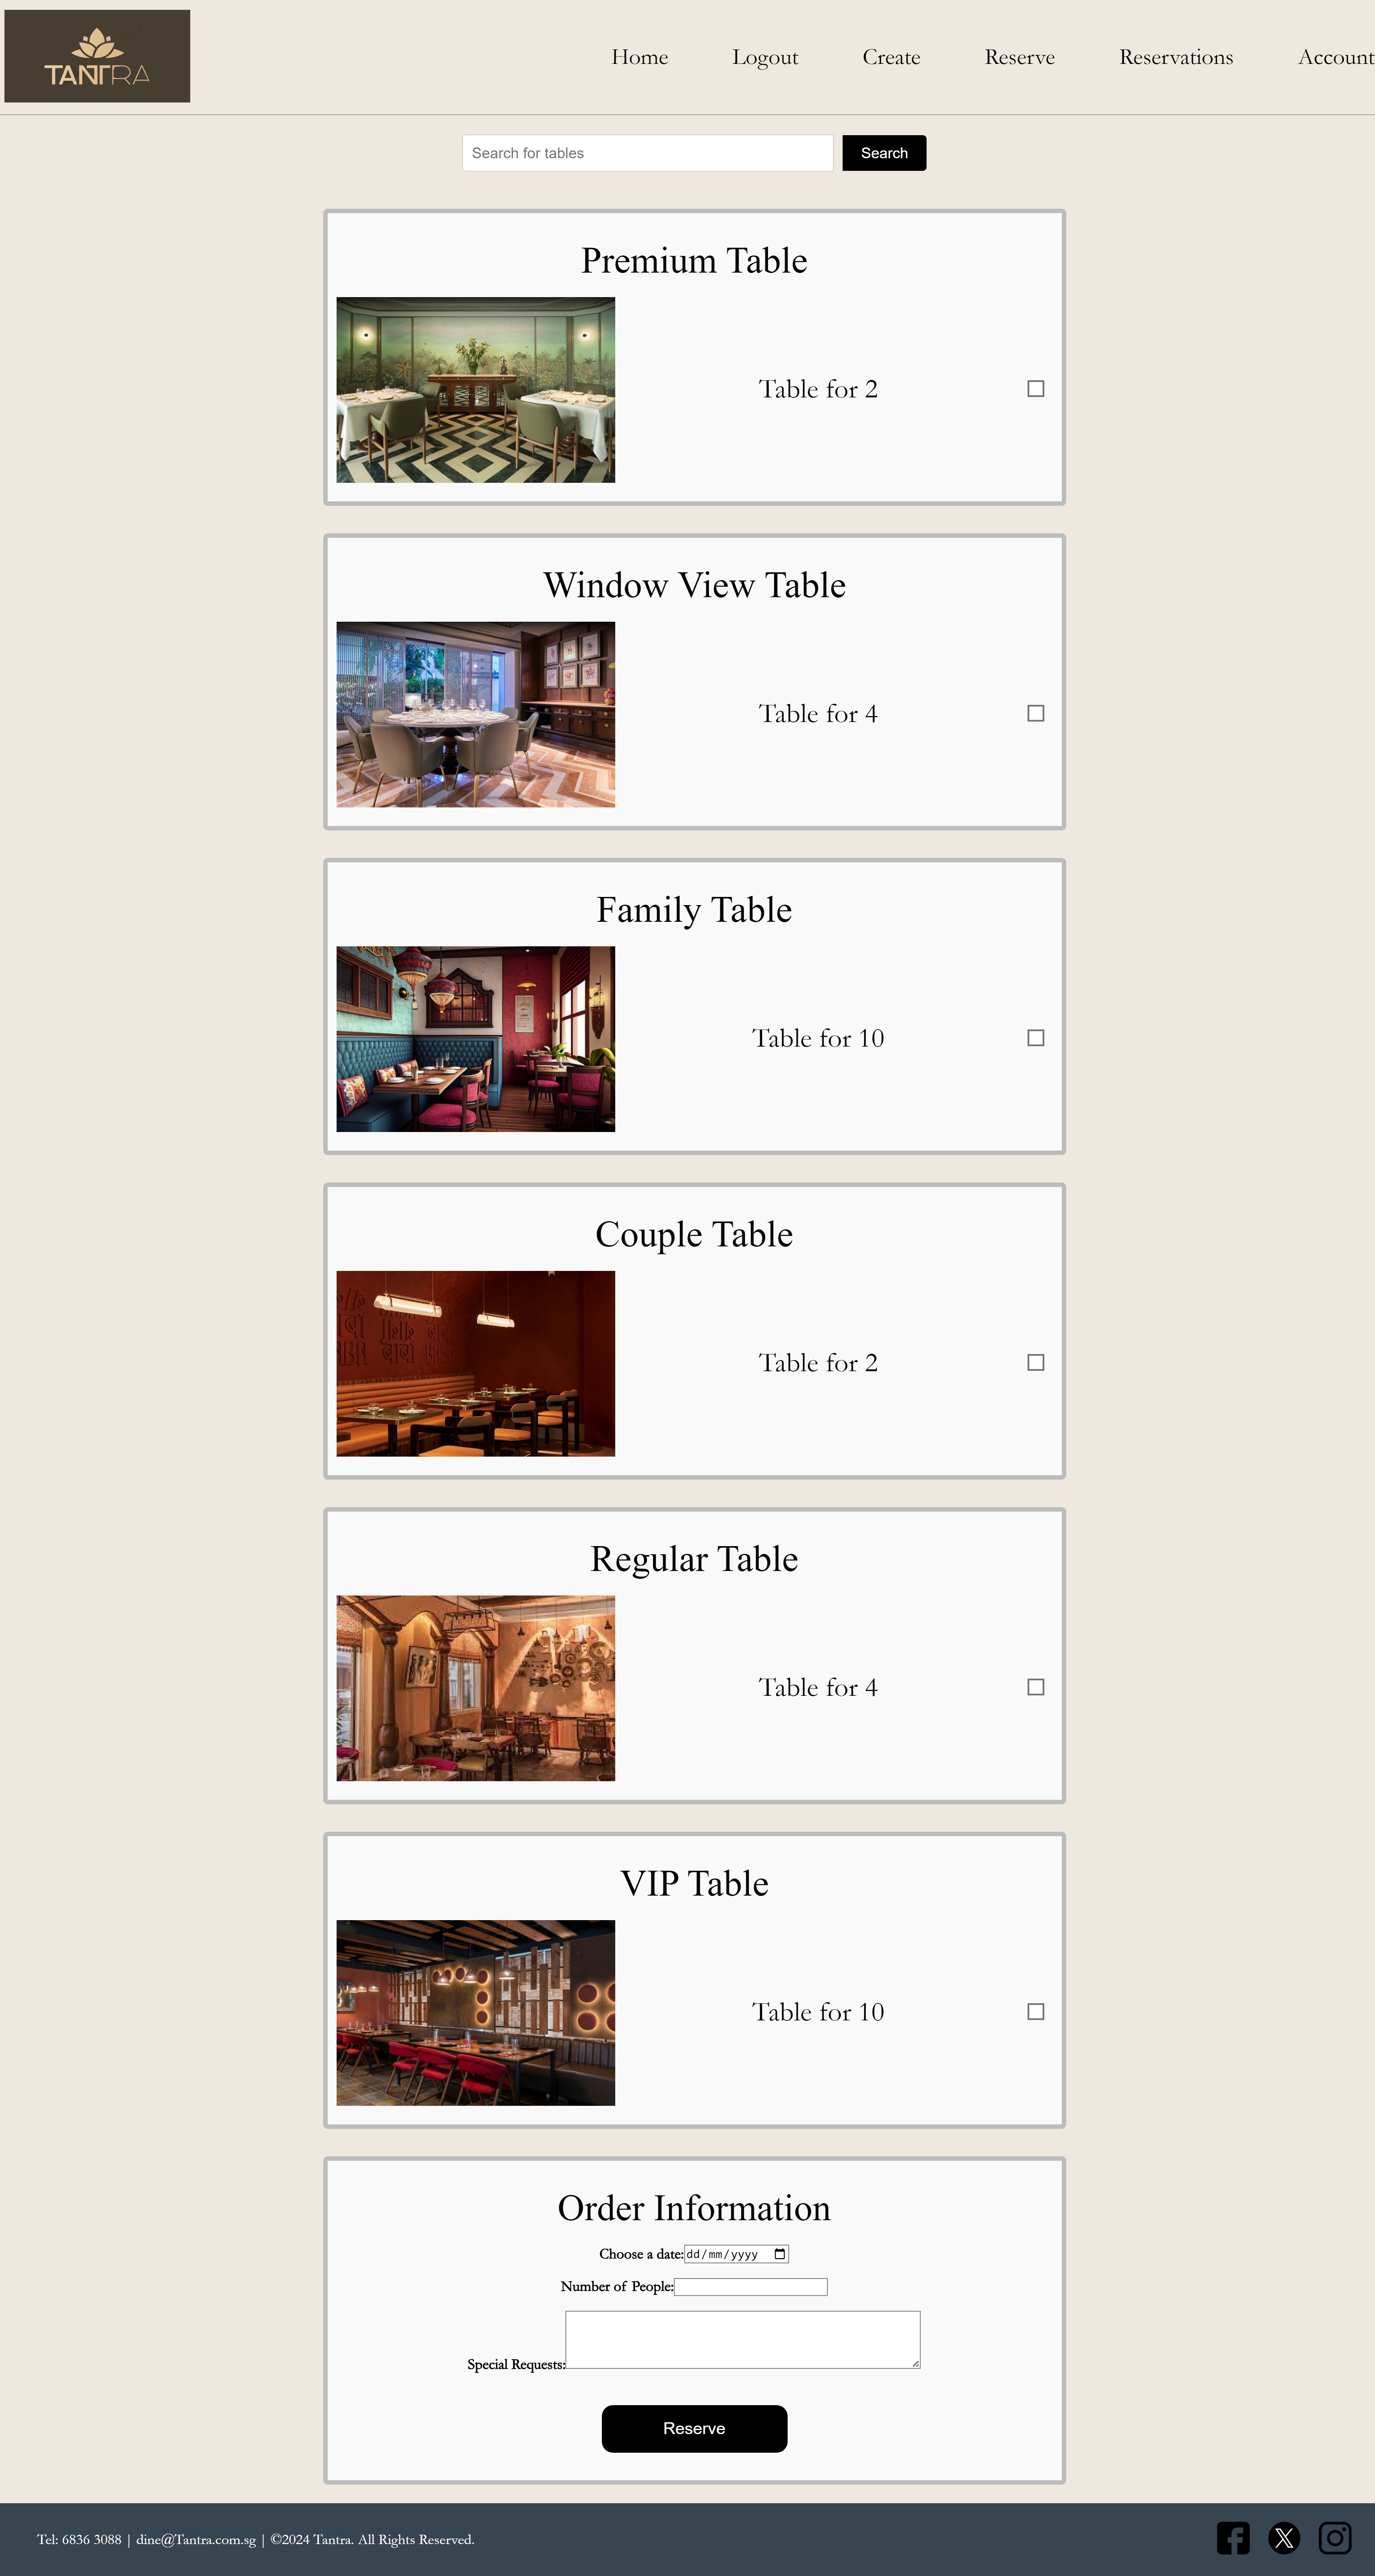 TANTRA
Home Logout Create Reserve Reservations Account
Search for tables Search
Premium Table
Table for 2
Window View Table
Table for 4
Family Table
Table for 10
Couple Table
Table for 2
Regular Table
Table for 4
VIP Table
Table for 10
Order Information
Choose a date: dd/mm/yyyy
Number of People:
Special Requests:
Reserve
Tel: 6836 3088 | dine@Tantra.com.sg | ©2024 Tantra. All Rights Reserved.